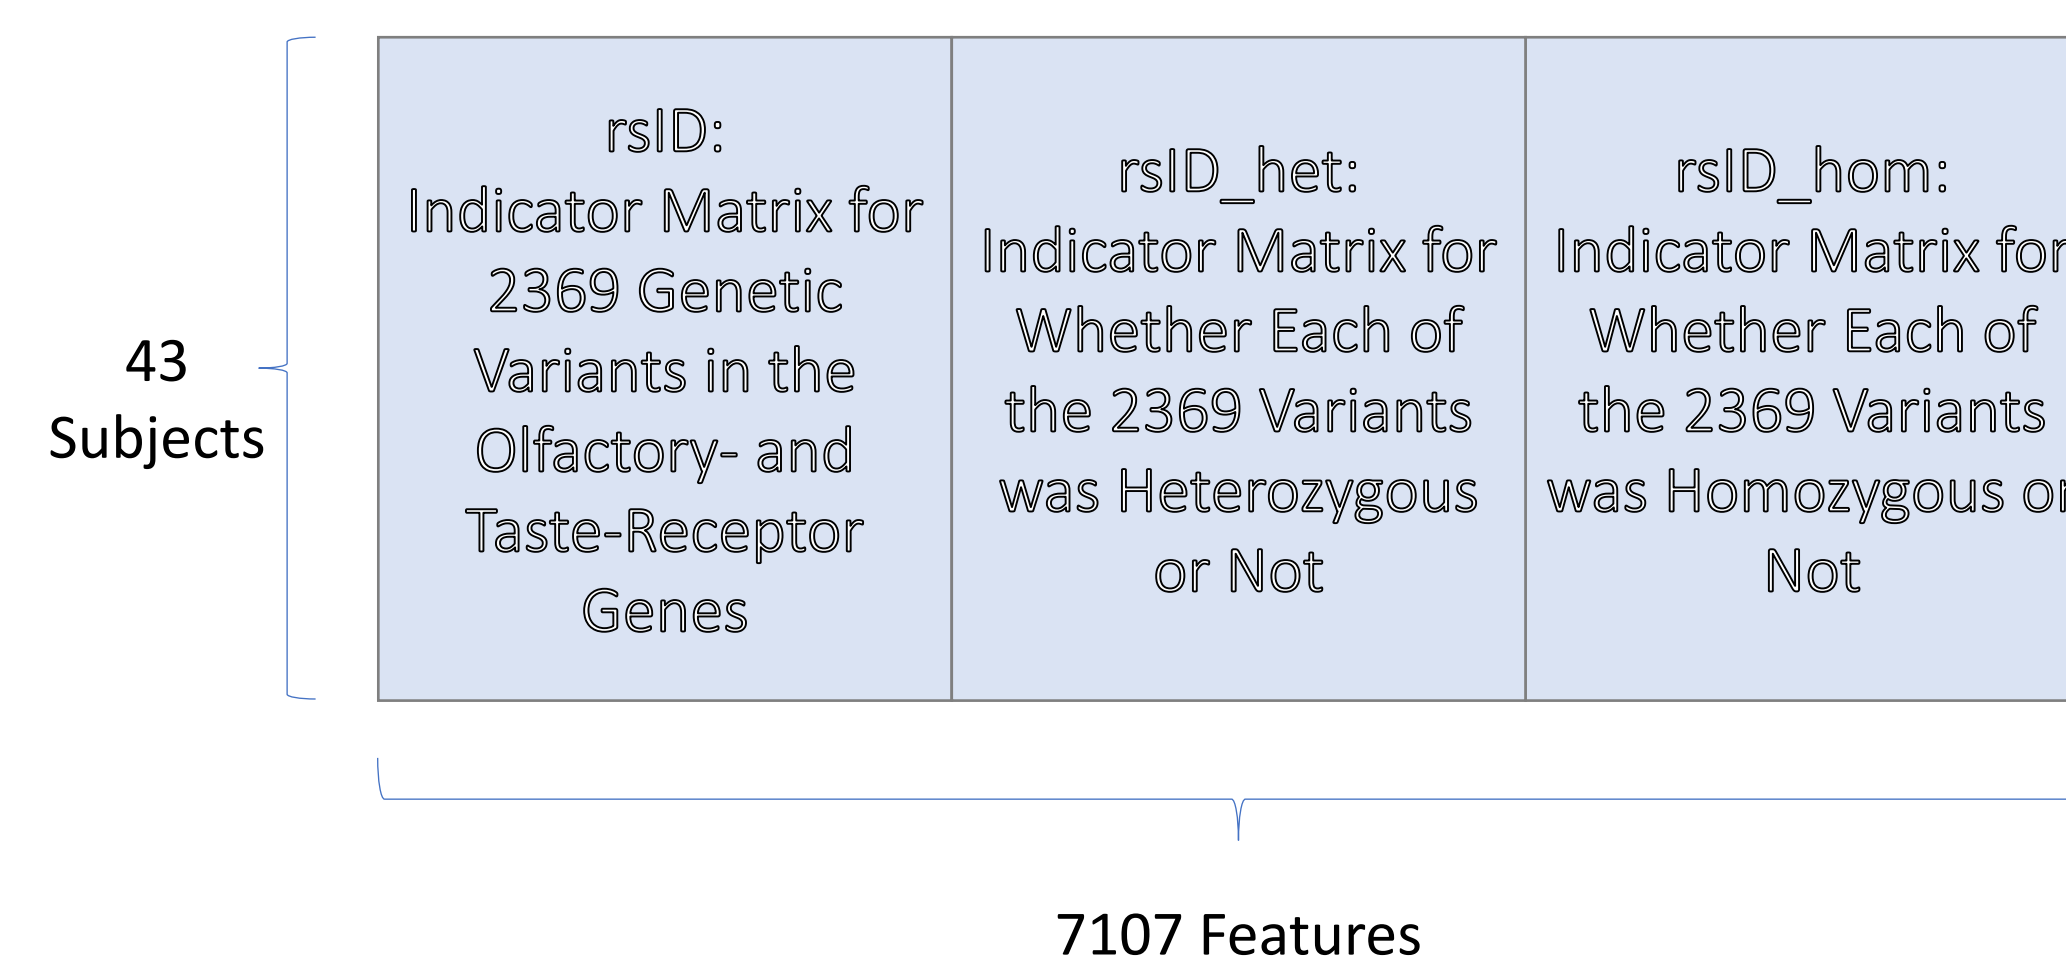 rsID:
Indicator Matrix for
2369 Genetic
Variants in the
Olfactory- and
Taste-Receptor
Genes
rsID_het:
Indicator Matrix for
Whether Each of
the 2369 Variants
was Heterozygous
or Not
rsID_hom:
Indicator Matrix for
Whether Each of
the 2369 Variants
was Homozygous or
Not
43
Subjects
7107 Features